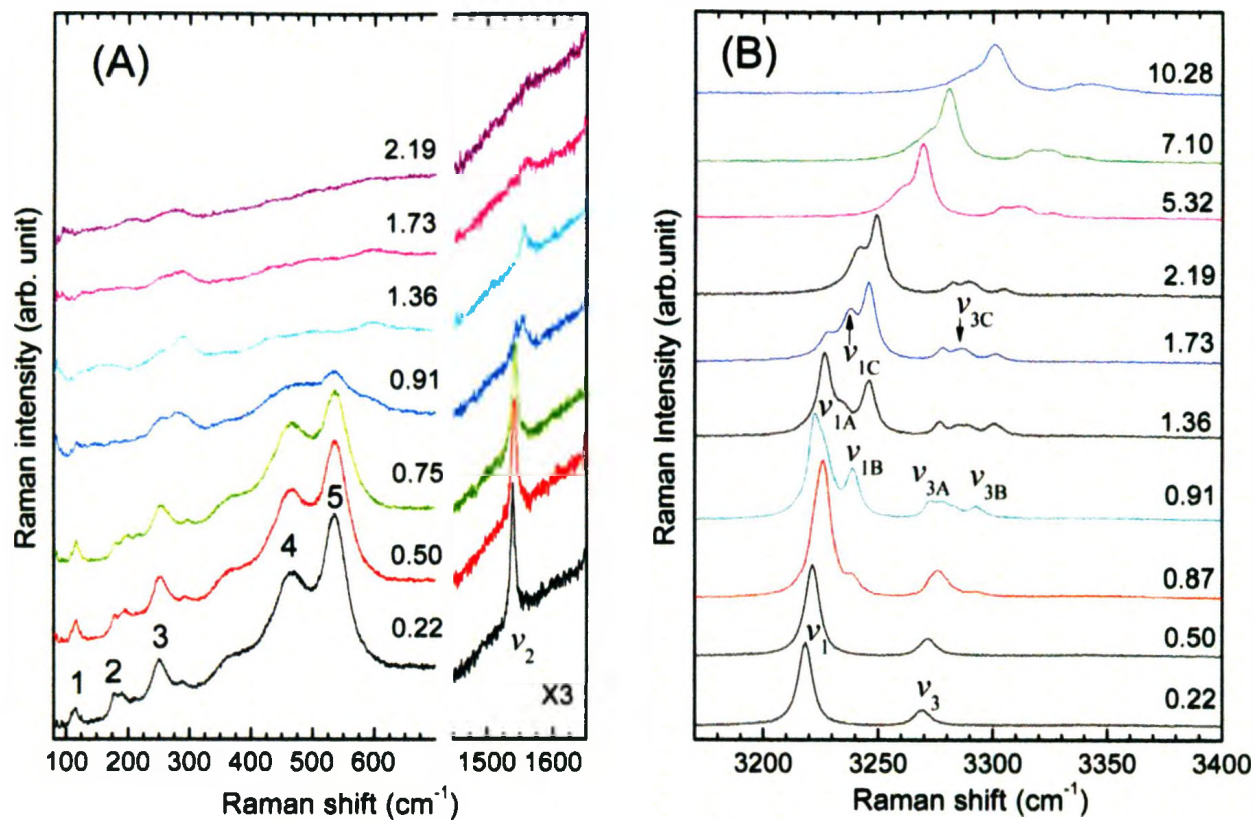 (A)
2.19
1.73
1.36
0.91
0.75
0.50
0.22
1
2
3
4
5
ν2
X3
Raman intensity (arb. unit)
100 200 300 400 500 600 1500 1600
Raman shift (cm-1)
(B)
10.28
7.10
5.32
2.19
ν3C
1.73
ν1C
1.36
ν1A
ν1B
ν3A
ν3B
0.91
0.87
0.50
ν1
ν3
0.22
Raman Intensity (arb.unit)
3200 3250 3300 3350 3400
Raman shift (cm-1)